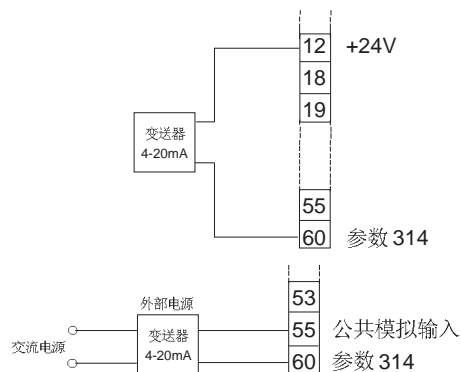 12 +24V
18
19
变送器
4-20mA
55
60 参数 314
53
外部电源
55 公共模拟输入
交流电源
变送器
4-20mA
60 参数 314